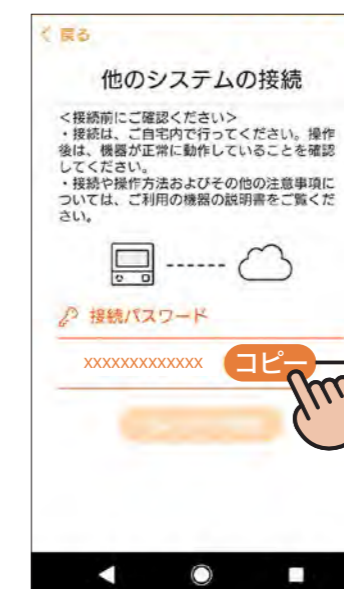 戻る
他のシステムの接続
<接続前にご確認ください>
・接続は、ご自宅内で行ってください。操作
後は、機器が正常に動作していることを確認
してください。
・接続や操作方法およびその他の注意事項に
ついては、ご利用の機器の説明書をご覧くだ
さい。
接続パスワード
XXXXXXXXXXXXX
コピー